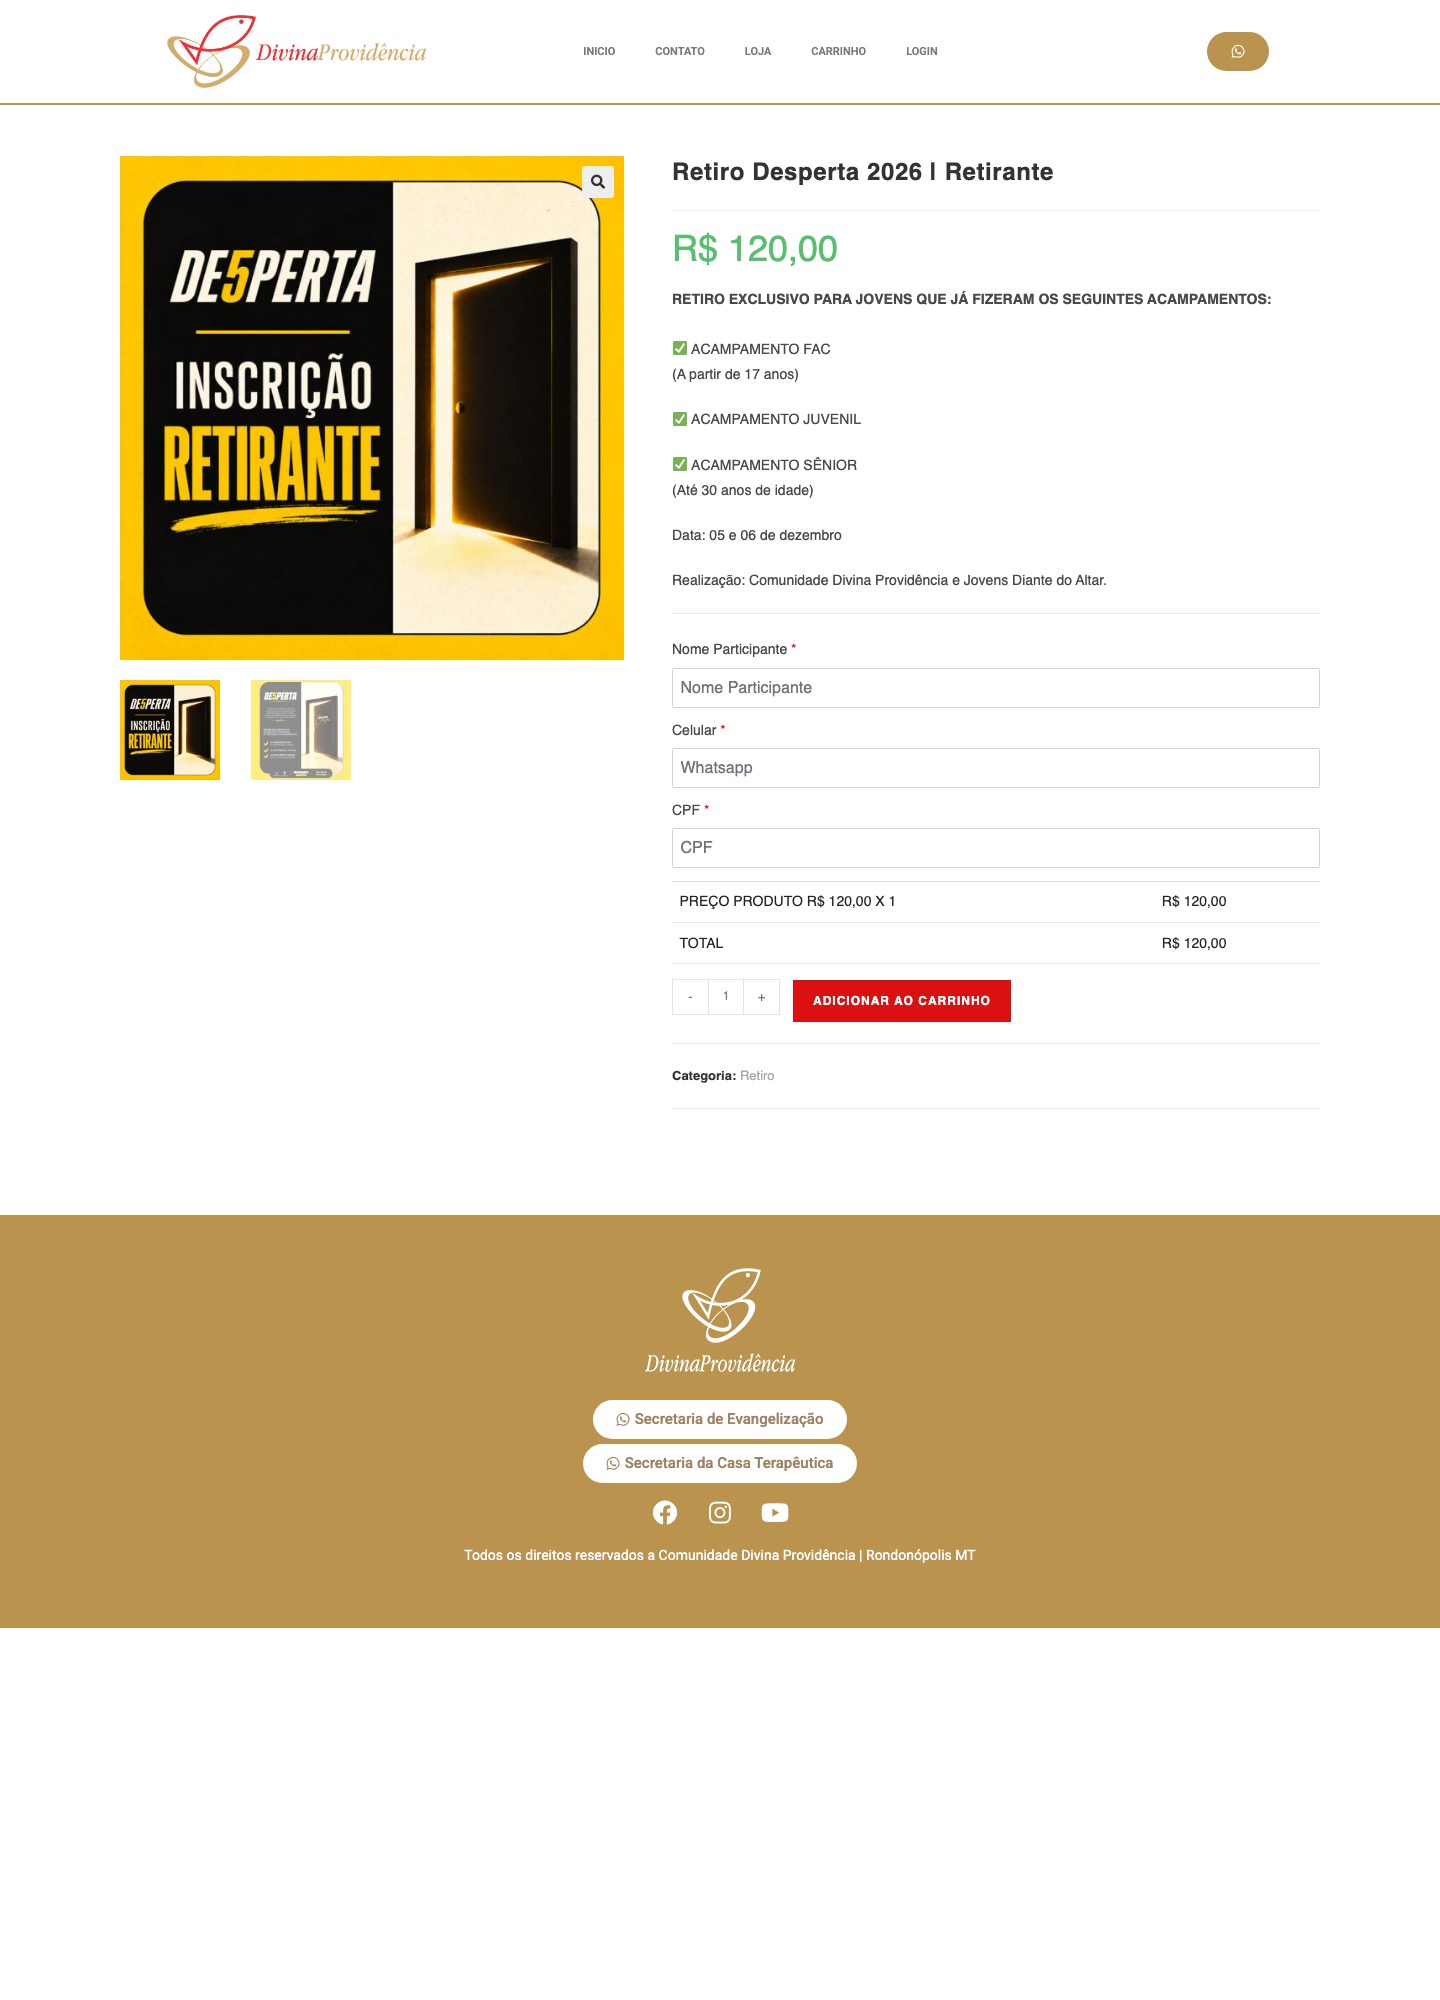 DivinaProvidência
INICIO
CONTATO
LOJA
CARRINHO
LOGIN
DE5PERTA
INSCRIÇÃO
RETIRANTE
DE5PERTA
INSCRIÇÃO
RETIRANTE
DE5PERTA
Retiro Desperta 2026 | Retirante
R$ 120,00
RETIRO EXCLUSIVO PARA JOVENS QUE JÁ FIZERAM OS SEGUINTES ACAMPAMENTOS:
✅ ACAMPAMENTO FAC
(A partir de 17 anos)
✅ ACAMPAMENTO JUVENIL
✅ ACAMPAMENTO SÊNIOR
(Até 30 anos de idade)
Data: 05 e 06 de dezembro
Realização: Comunidade Divina Providência e Jovens Diante do Altar.
Nome Participante *
Nome Participante
Celular *
Whatsapp
CPF *
CPF
PREÇO PRODUTO R$ 120,00 X 1 R$ 120,00
TOTAL R$ 120,00
- 1 +
ADICIONAR AO CARRINHO
Categoria: Retiro
DivinaProvidência
Secretaria de Evangelização
Secretaria da Casa Terapêutica
Todos os direitos reservados a Comunidade Divina Providência | Rondonópolis MT